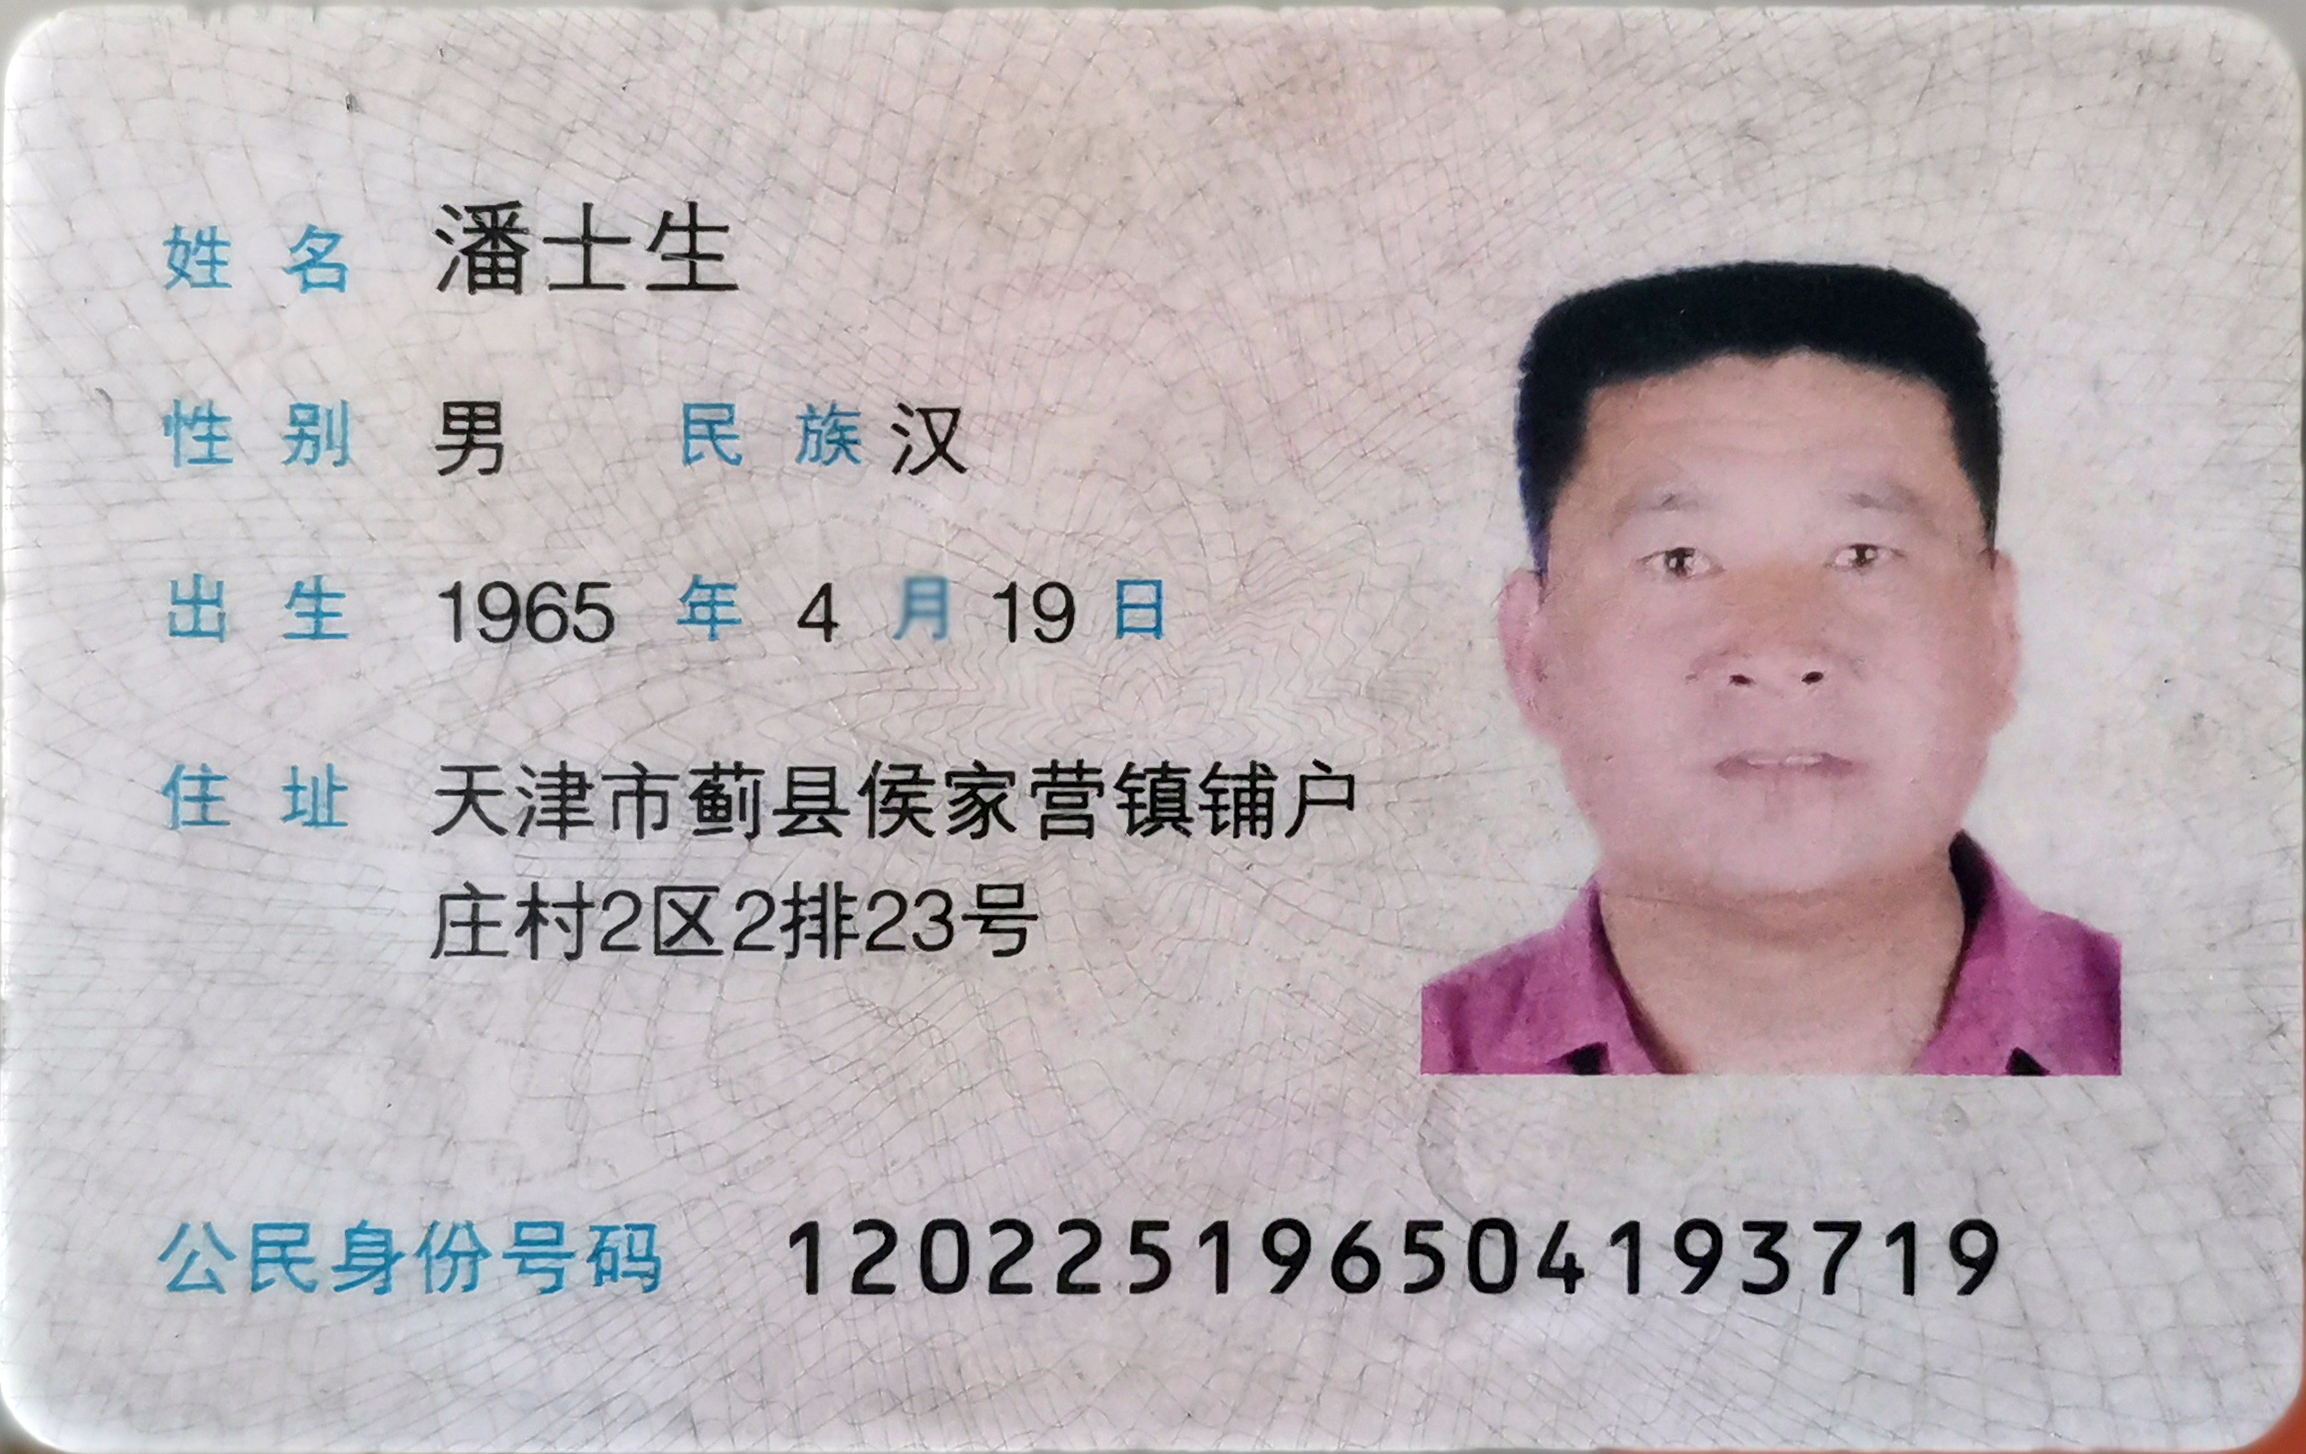 姓名 潘士生
性别 男 民族 汉
出生 1965 年 4 月 19 日
住址 天津市蓟县侯家营镇铺户
庄村2区2排23号
公民身份号码 120225196504193719